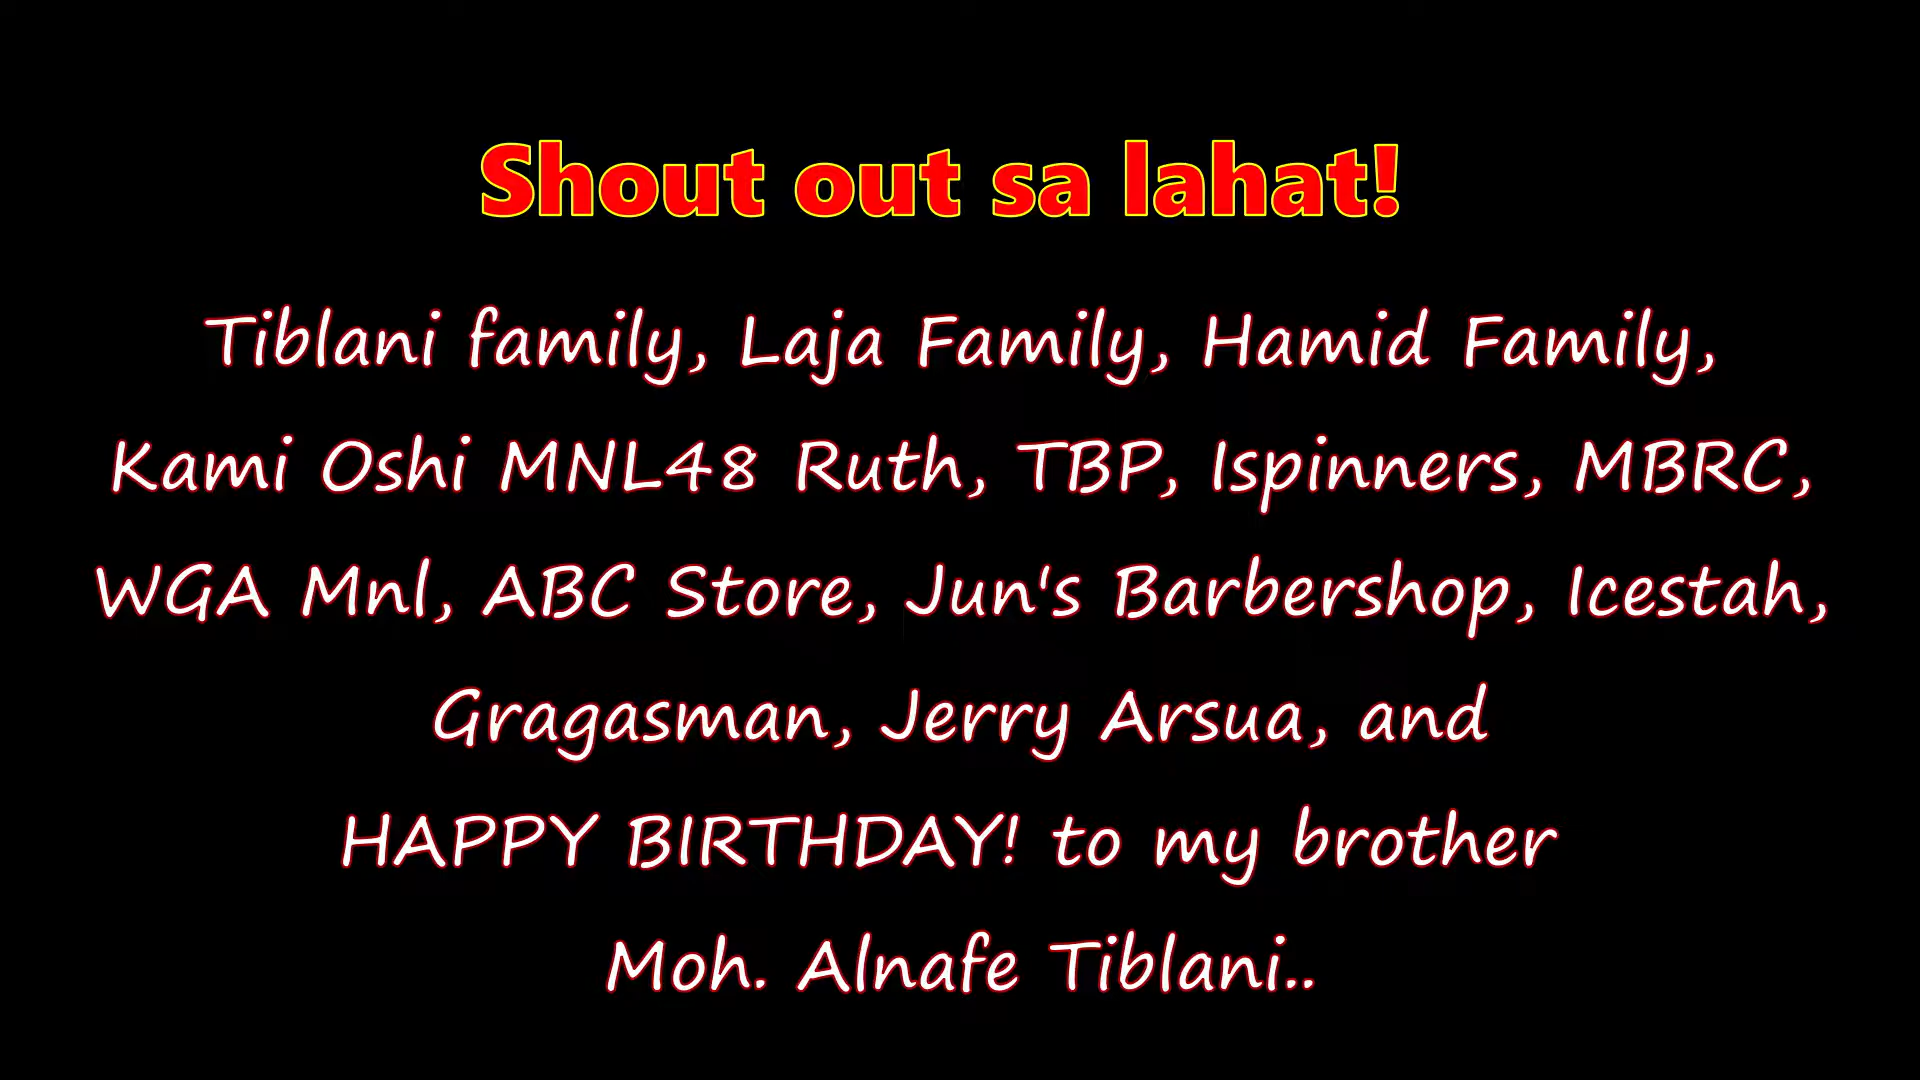 Shout out sa lahat!
Tiblani family, Laja Family, Hamid Family,
Kami Oshi MNL48 Ruth, TBP, Ispinners, MBRC,
WGA Mnl, ABC Store, Jun's Barbershop, Icestah,
Gragasman, Jerry Arsua, and
HAPPY BIRTHDAY! to my brother
Moh. Alnafe Tiblani..